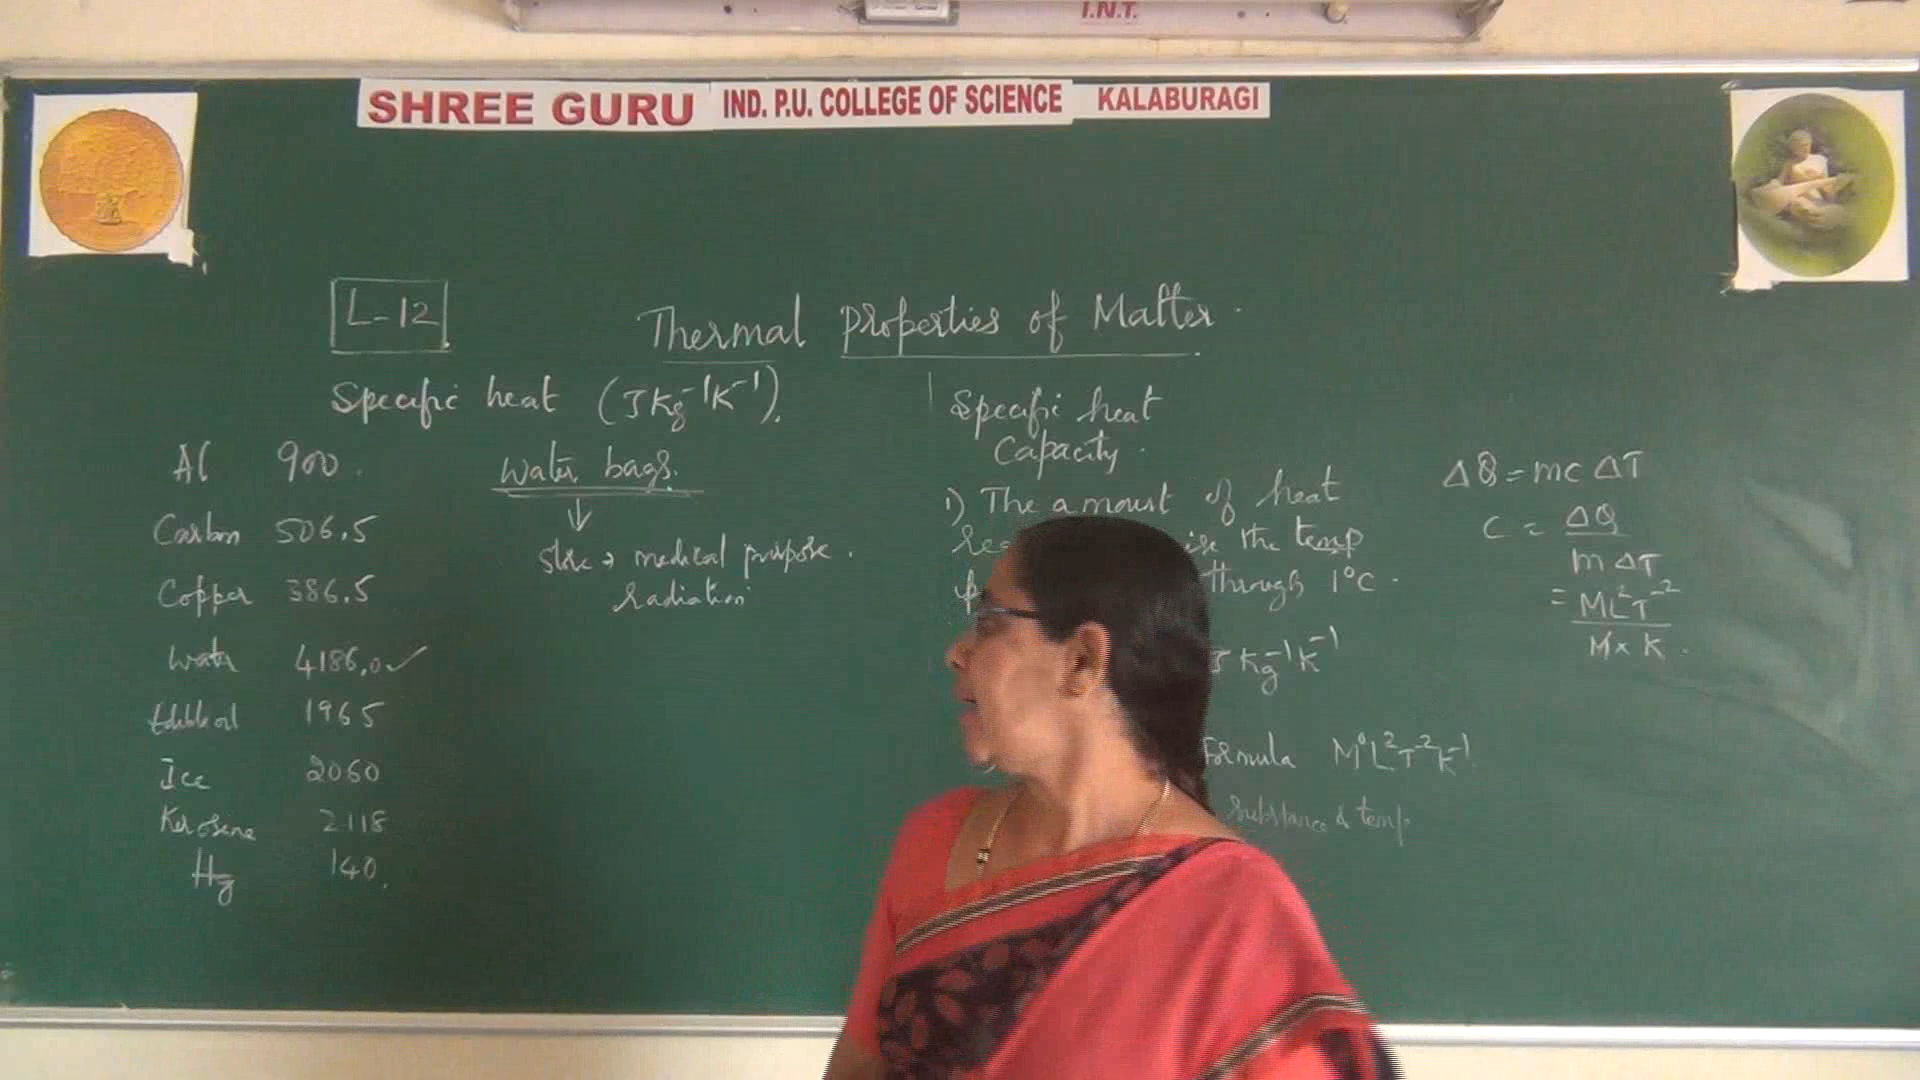 I.N.T.
SHREE GURU IND. P.U. COLLEGE OF SCIENCE KALABURAGI
L-12
Thermal Properties of Matter.
Specific heat (J Kg⁻¹K⁻¹).
Al 900.
Carbon 506.5
Copper 386.5
Water 4186.0 ✓
Edible oil 1965
Ice 2060
Kerosene 2118
Hg 140.
Water bags.
↓
medical purpose.
radiation
Specific heat
Capacity.
1) The amount of heat
the temp
through 1°C.
J Kg⁻¹K⁻¹
Formula M⁰L²T⁻²K⁻¹
Substance & temp
ΔQ = mc ΔT
C = ΔQ
m ΔT
= ML²T⁻²
M × K.